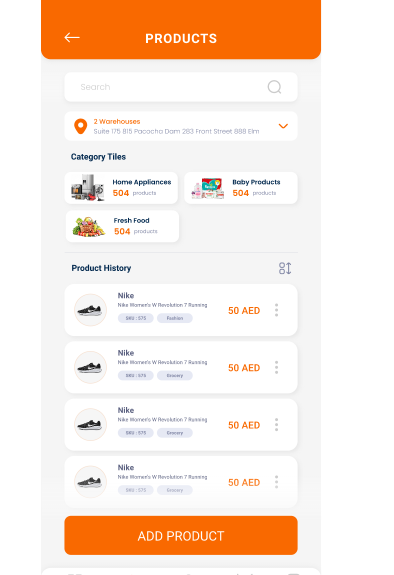 PRODUCTS
Search
2 Warehouses
Suite 175 815 Pacocha Dam 283 Front Street 888 Elm
Category Tiles
Home Appliances
504 products
Baby Products
504 products
Fresh Food
504 products
Product History
Nike
Nike Women's W Revolution 7 Running
50 AED
SKU : 575 Fashion
Nike
Nike Women's W Revolution 7 Running
50 AED
SKU : 575 Grocery
Nike
Nike Women's W Revolution 7 Running
50 AED
SKU : 575 Grocery
Nike
Nike Women's W Revolution 7 Running
50 AED
SKU : 575 Grocery
ADD PRODUCT